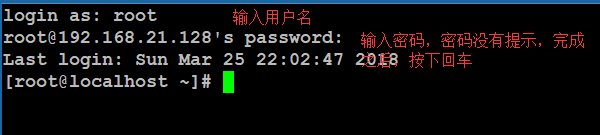 login as: root 输入用户名
root@192.168.21.128's password: 输入密码,密码没有提示,完成
Last login: Sun Mar 25 22:02:47 2018 之后,按下回车
[root@localhost ~]#